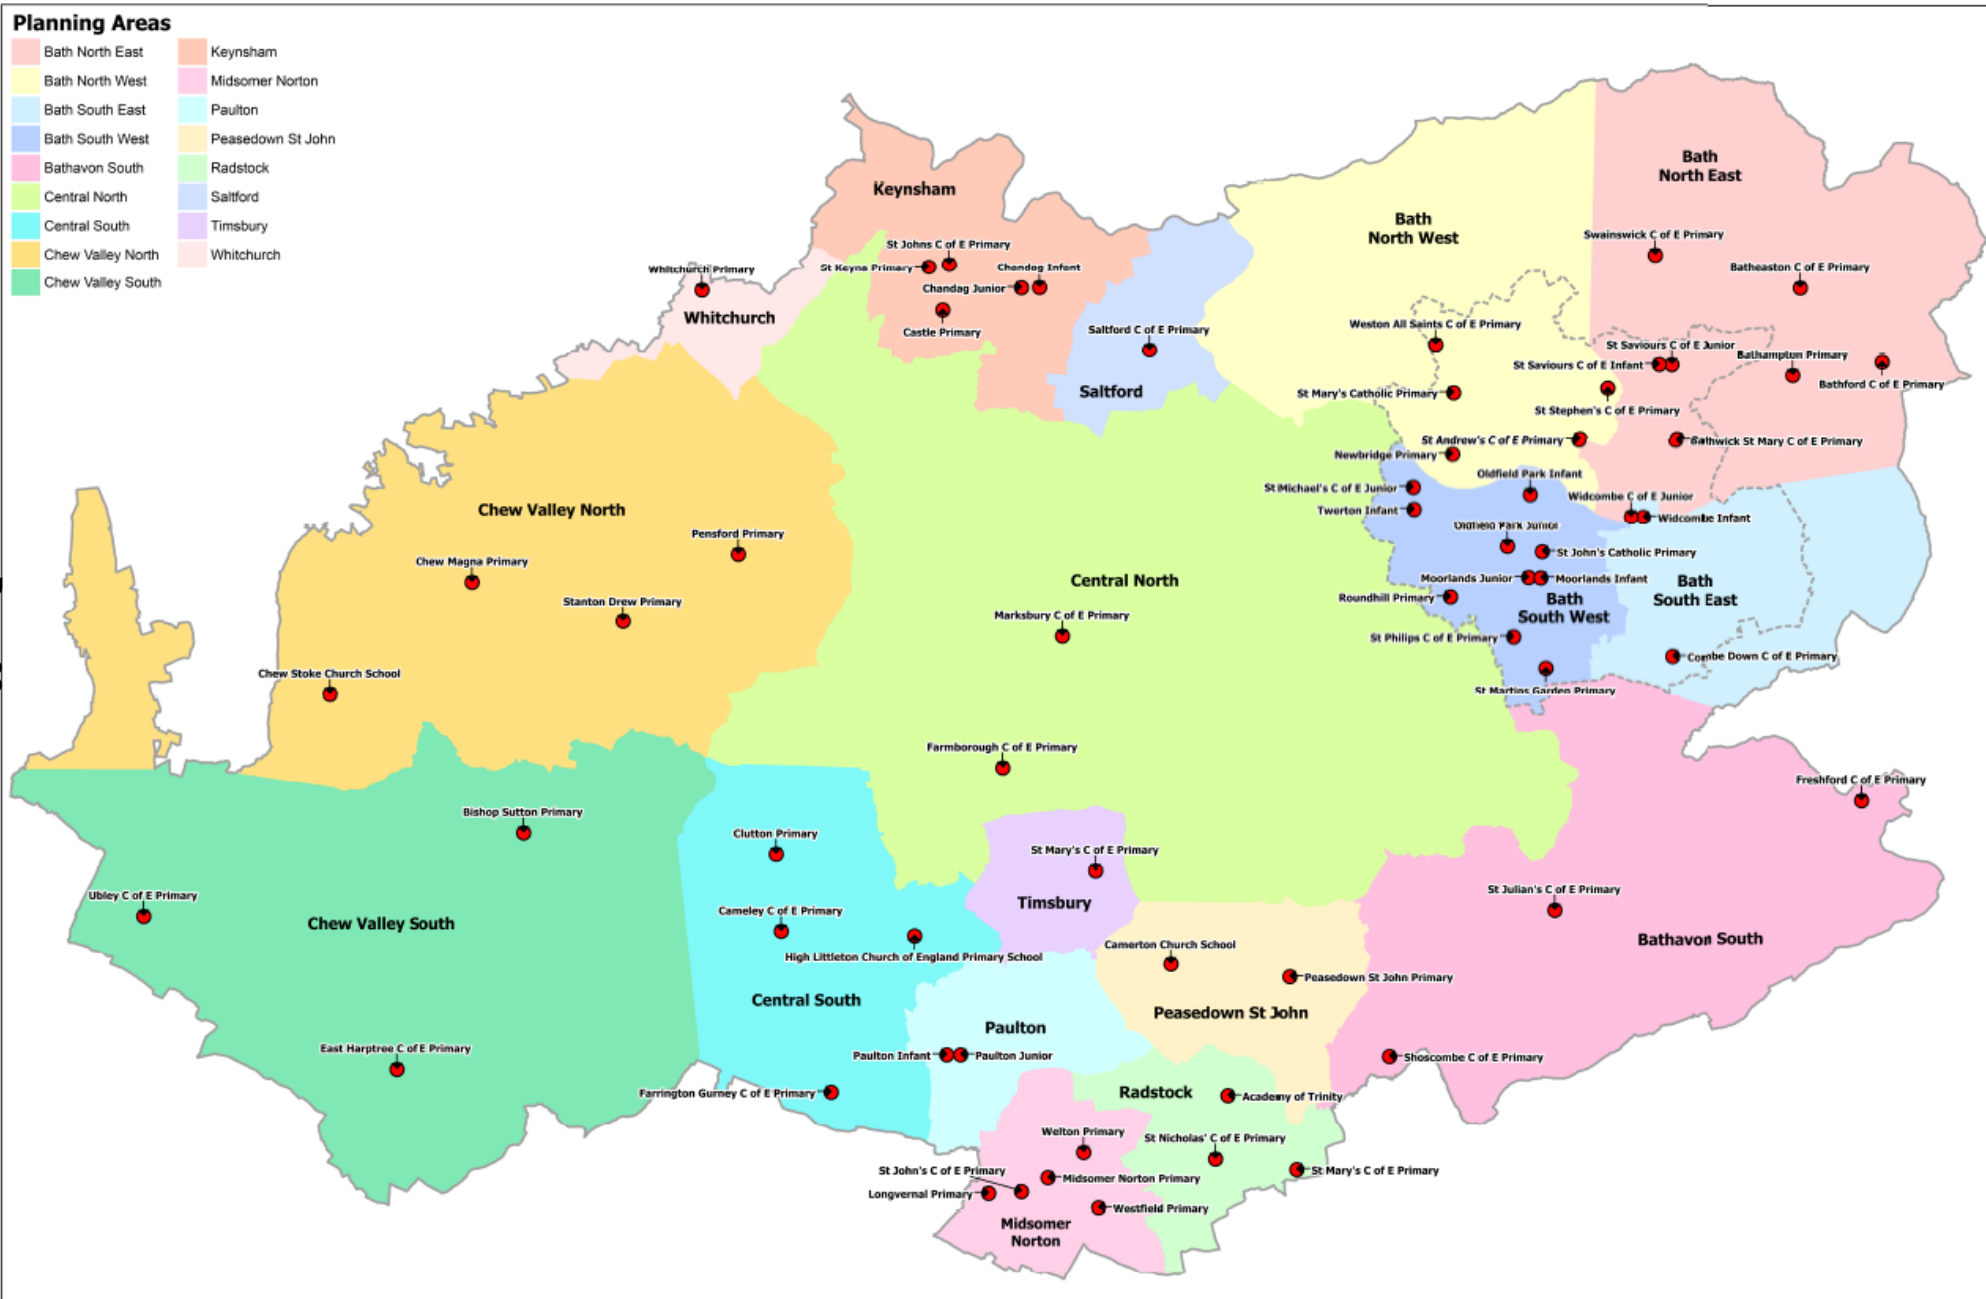 Planning Areas
Bath North East
Bath North West
Bath South East
Bath South West
Bathavon South
Central North
Central South
Chew Valley North
Chew Valley South
Keynsham
Midsomer Norton
Paulton
Peasedown St John
Radstock
Saltford
Timsbury
Whitchurch
Keynsham
St Johns C of E Primary
St Keyna Primary
Chandag Infant
Chandag Junior
Castle Primary
Whitchurch Primary
Whitchurch
Saltford C of E Primary
Saltford
Bath
North West
Bath
North East
Swainswick C of E Primary
Batheaston C of E Primary
Weston All Saints C of E Primary
St Saviours C of E Junior
St Saviours C of E Infant
Bathampton Primary
Bathford C of E Primary
St Mary's Catholic Primary
St Stephen's C of E Primary
St Andrew's C of E Primary
Bathwick St Mary C of E Primary
Newbridge Primary
Oldfield Park Infant
St Michael's C of E Junior
Widcombe C of E Junior
Twerton Infant
Widcombe Infant
Oldfield Park Junior
St John's Catholic Primary
Moorlands Junior
Moorlands Infant
Roundhill Primary
Bath
South West
Bath
South East
St Philips C of E Primary
Combe Down C of E Primary
St Martins Garden Primary
Chew Valley North
Pensford Primary
Chew Magna Primary
Stanton Drew Primary
Chew Stoke Church School
Central North
Marksbury C of E Primary
Farmborough C of E Primary
Freshford C of E Primary
Bishop Sutton Primary
Clutton Primary
St Mary's C of E Primary
Timsbury
Ubley C of E Primary
Chew Valley South
Cameley C of E Primary
High Littleton Church of England Primary School
Central South
St Julian's C of E Primary
Bathavon South
Camerton Church School
Peasedown St John Primary
Peasedown St John
Paulton
Paulton Infant
Paulton Junior
East Harptree C of E Primary
Farrington Gurney C of E Primary
Shoscombe C of E Primary
Radstock
Academy of Trinity
Welton Primary
St Nicholas' C of E Primary
St John's C of E Primary
Midsomer Norton Primary
St Mary's C of E Primary
Longvernal Primary
Westfield Primary
Midsomer
Norton